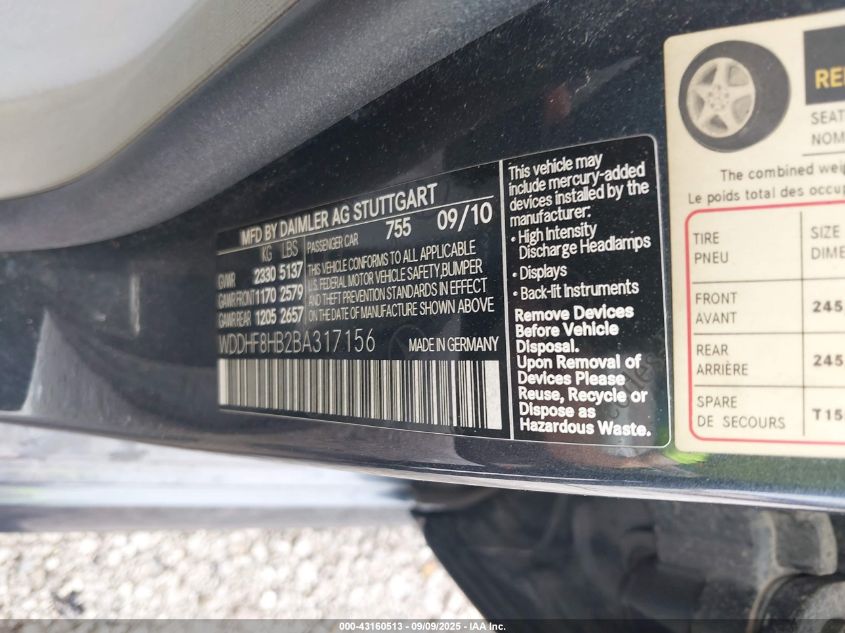 MFD BY DAIMLER AG STUTTGART
KG LBS PASSENGER CAR 755 09/10
GVWR 2330 5137
GAWR FRONT 1170 2579
GAWR REAR 1205 2657
THIS VEHICLE CONFORMS TO ALL APPLICABLE
U.S. FEDERAL MOTOR VEHICLE SAFETY, BUMPER
AND THEFT PREVENTION STANDARDS IN EFFECT
ON THE DATE OF MANUFACTURE SHOWN ABOVE
WDDHF8HB2BA317156 MADE IN GERMANY
This vehicle may
include mercury-added
devices installed by the
manufacturer:
• High Intensity
Discharge Headlamps
• Displays
• Back-lit Instruments
Remove Devices
Before Vehicle
Disposal.
Upon Removal of
Devices Please
Reuse, Recycle or
Dispose as
Hazardous Waste.
SEAT
NOM
The combined weig
Le poids total des occup
TIRE SIZE
PNEU DIME
FRONT 245
AVANT
REAR 245
ARRIÈRE
SPARE T15
DE SECOURS
000-43160513 - 09/09/2025 - IAA Inc.